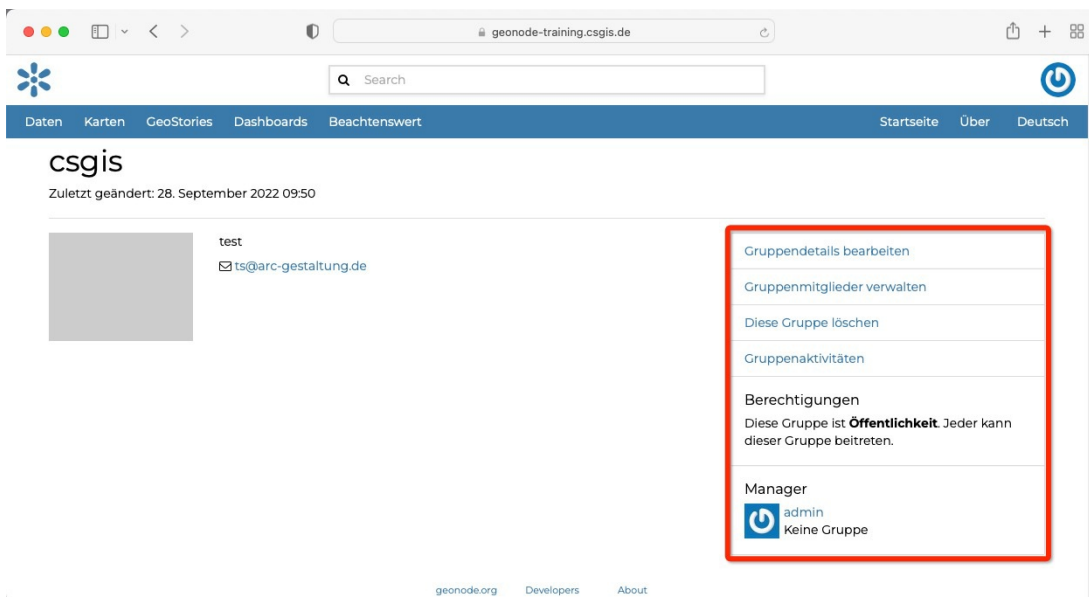 geonode-training.csgis.de
Search
Daten Karten GeoStories Dashboards Beachtenswert Startseite Über Deutsch
csgis
Zuletzt geändert: 28. September 2022 09:50
test
ts@arc-gestaltung.de
Gruppendetails bearbeiten
Gruppenmitglieder verwalten
Diese Gruppe löschen
Gruppenaktivitäten
Berechtigungen
Diese Gruppe ist Öffentlichkeit. Jeder kann
dieser Gruppe beitreten.
Manager
admin
Keine Gruppe
geonode.org Developers About